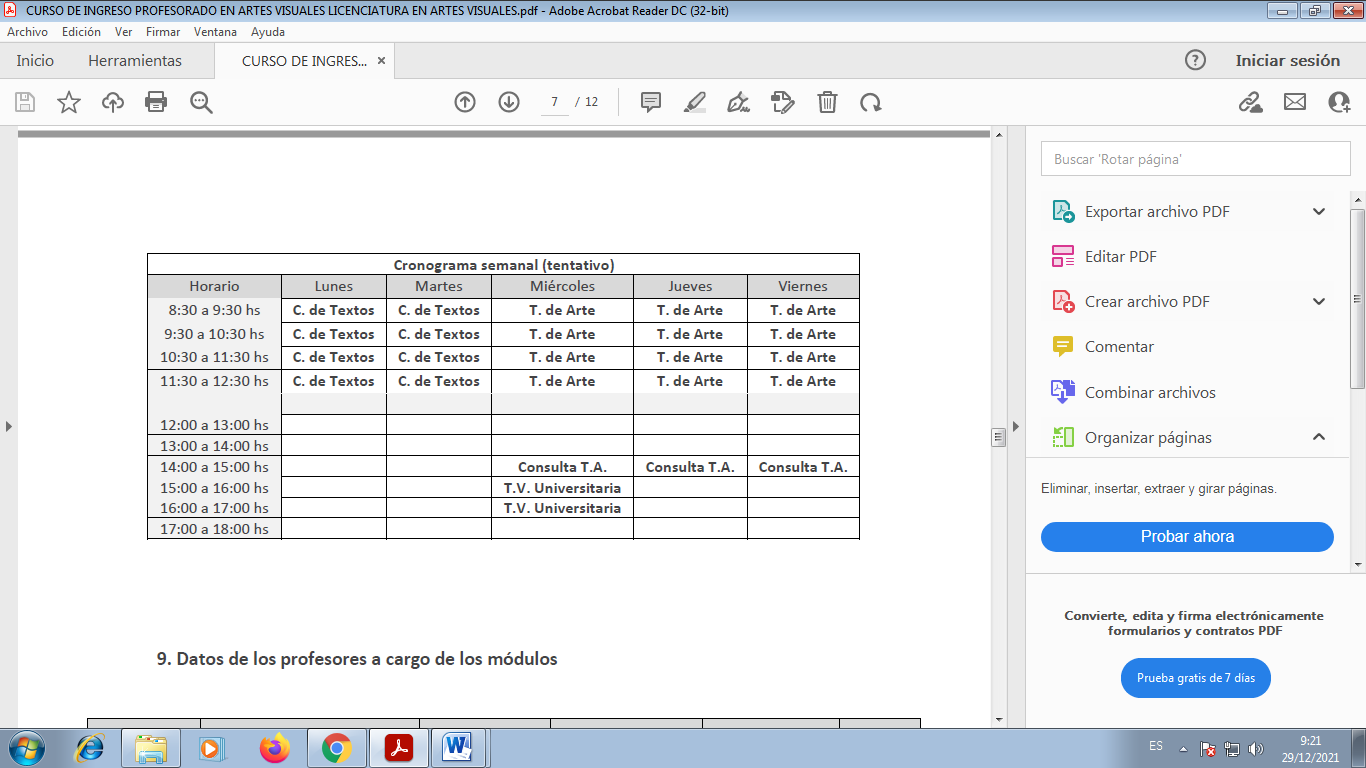 CURSO DE INGRESO PROFESORADO EN ARTES VISUALES LICENCIATURA EN ARTES VISUALES.pdf - Adobe Acrobat Reader DC (32-bit)
Archivo Edición Ver Firmar Ventana Ayuda
Inicio Herramientas CURSO DE INGRES... × Iniciar sesión
7 / 12
Buscar 'Rotar página'
Exportar archivo PDF
Editar PDF
Crear archivo PDF
Comentar
Combinar archivos
Organizar páginas
Eliminar, insertar, extraer y girar páginas.
Probar ahora
Convierte, edita y firma electrónicamente
formularios y contratos PDF
Prueba gratis de 7 días
Cronograma semanal (tentativo)
Horario Lunes Martes Miércoles Jueves Viernes
8:30 a 9:30 hs C. de Textos C. de Textos T. de Arte T. de Arte T. de Arte
9:30 a 10:30 hs C. de Textos C. de Textos T. de Arte T. de Arte T. de Arte
10:30 a 11:30 hs C. de Textos C. de Textos T. de Arte T. de Arte T. de Arte
11:30 a 12:30 hs C. de Textos C. de Textos T. de Arte T. de Arte T. de Arte
12:00 a 13:00 hs
13:00 a 14:00 hs
14:00 a 15:00 hs Consulta T.A. Consulta T.A. Consulta T.A.
15:00 a 16:00 hs T.V. Universitaria
16:00 a 17:00 hs T.V. Universitaria
17:00 a 18:00 hs
9. Datos de los profesores a cargo de los módulos
ES
9:21
29/12/2021